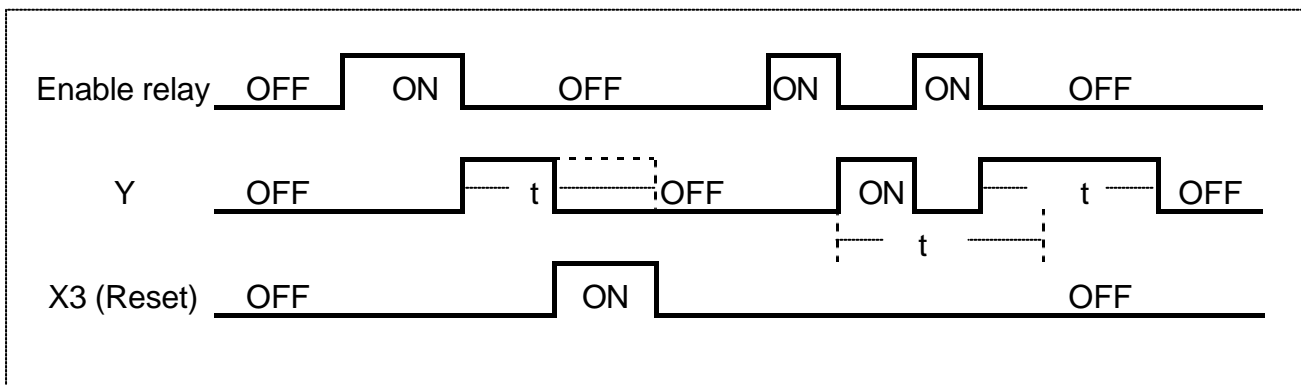 Enable relay OFF ON OFF ON ON OFF
Y OFF t OFF ON t OFF
t
X3 (Reset) OFF ON OFF